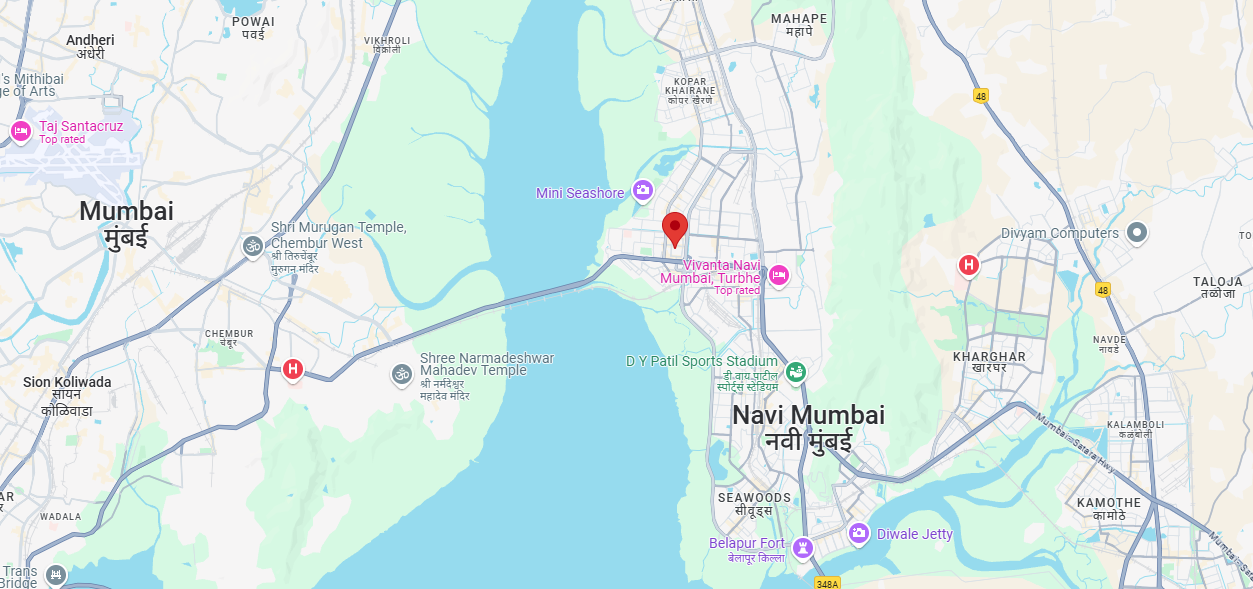 POWAI
पवई
Andheri
अंधेरी
VIKHROLI
विक्रोळी
's Mithibai
ge of Arts
Taj Santacruz
Top rated
Mumbai
मुंबई
Shri Murugan Temple,
Chembur West
श्री तिरुचेंबूर
मुरुगन मंदिर
MAHAPE
महापे
KOPAR
KHAIRANE
कोपर खैरणे
48
Mini Seashore
Vivanta Navi
Mumbai, Turbhe
Top rated
Divyam Computers
H
48
TALOJA
तळोजा
CHEMBUR
चेंबूर
H
Shree Narmadeshwar
Mahadev Temple
श्री नर्मदेश्वर
महादेव मंदिर
Sion Koliwada
सायन
कोळिवाडा
D Y Patil Sports Stadium
डी.वाय.पाटील
स्पोर्ट्स स्टेडियम
NAVDE
नावडे
KHARGHAR
खारघर
Navi Mumbai
नवी मुंबई
KALAMBOLI
कळंबोली
Mumbai - Satara Hwy
SEAWOODS
सीवूड्स
KAMOTHE
कामोठे
WADALA
Belapur Fort
बेलापूर किल्ला
Diwale Jetty
Trans
Bridge
348A